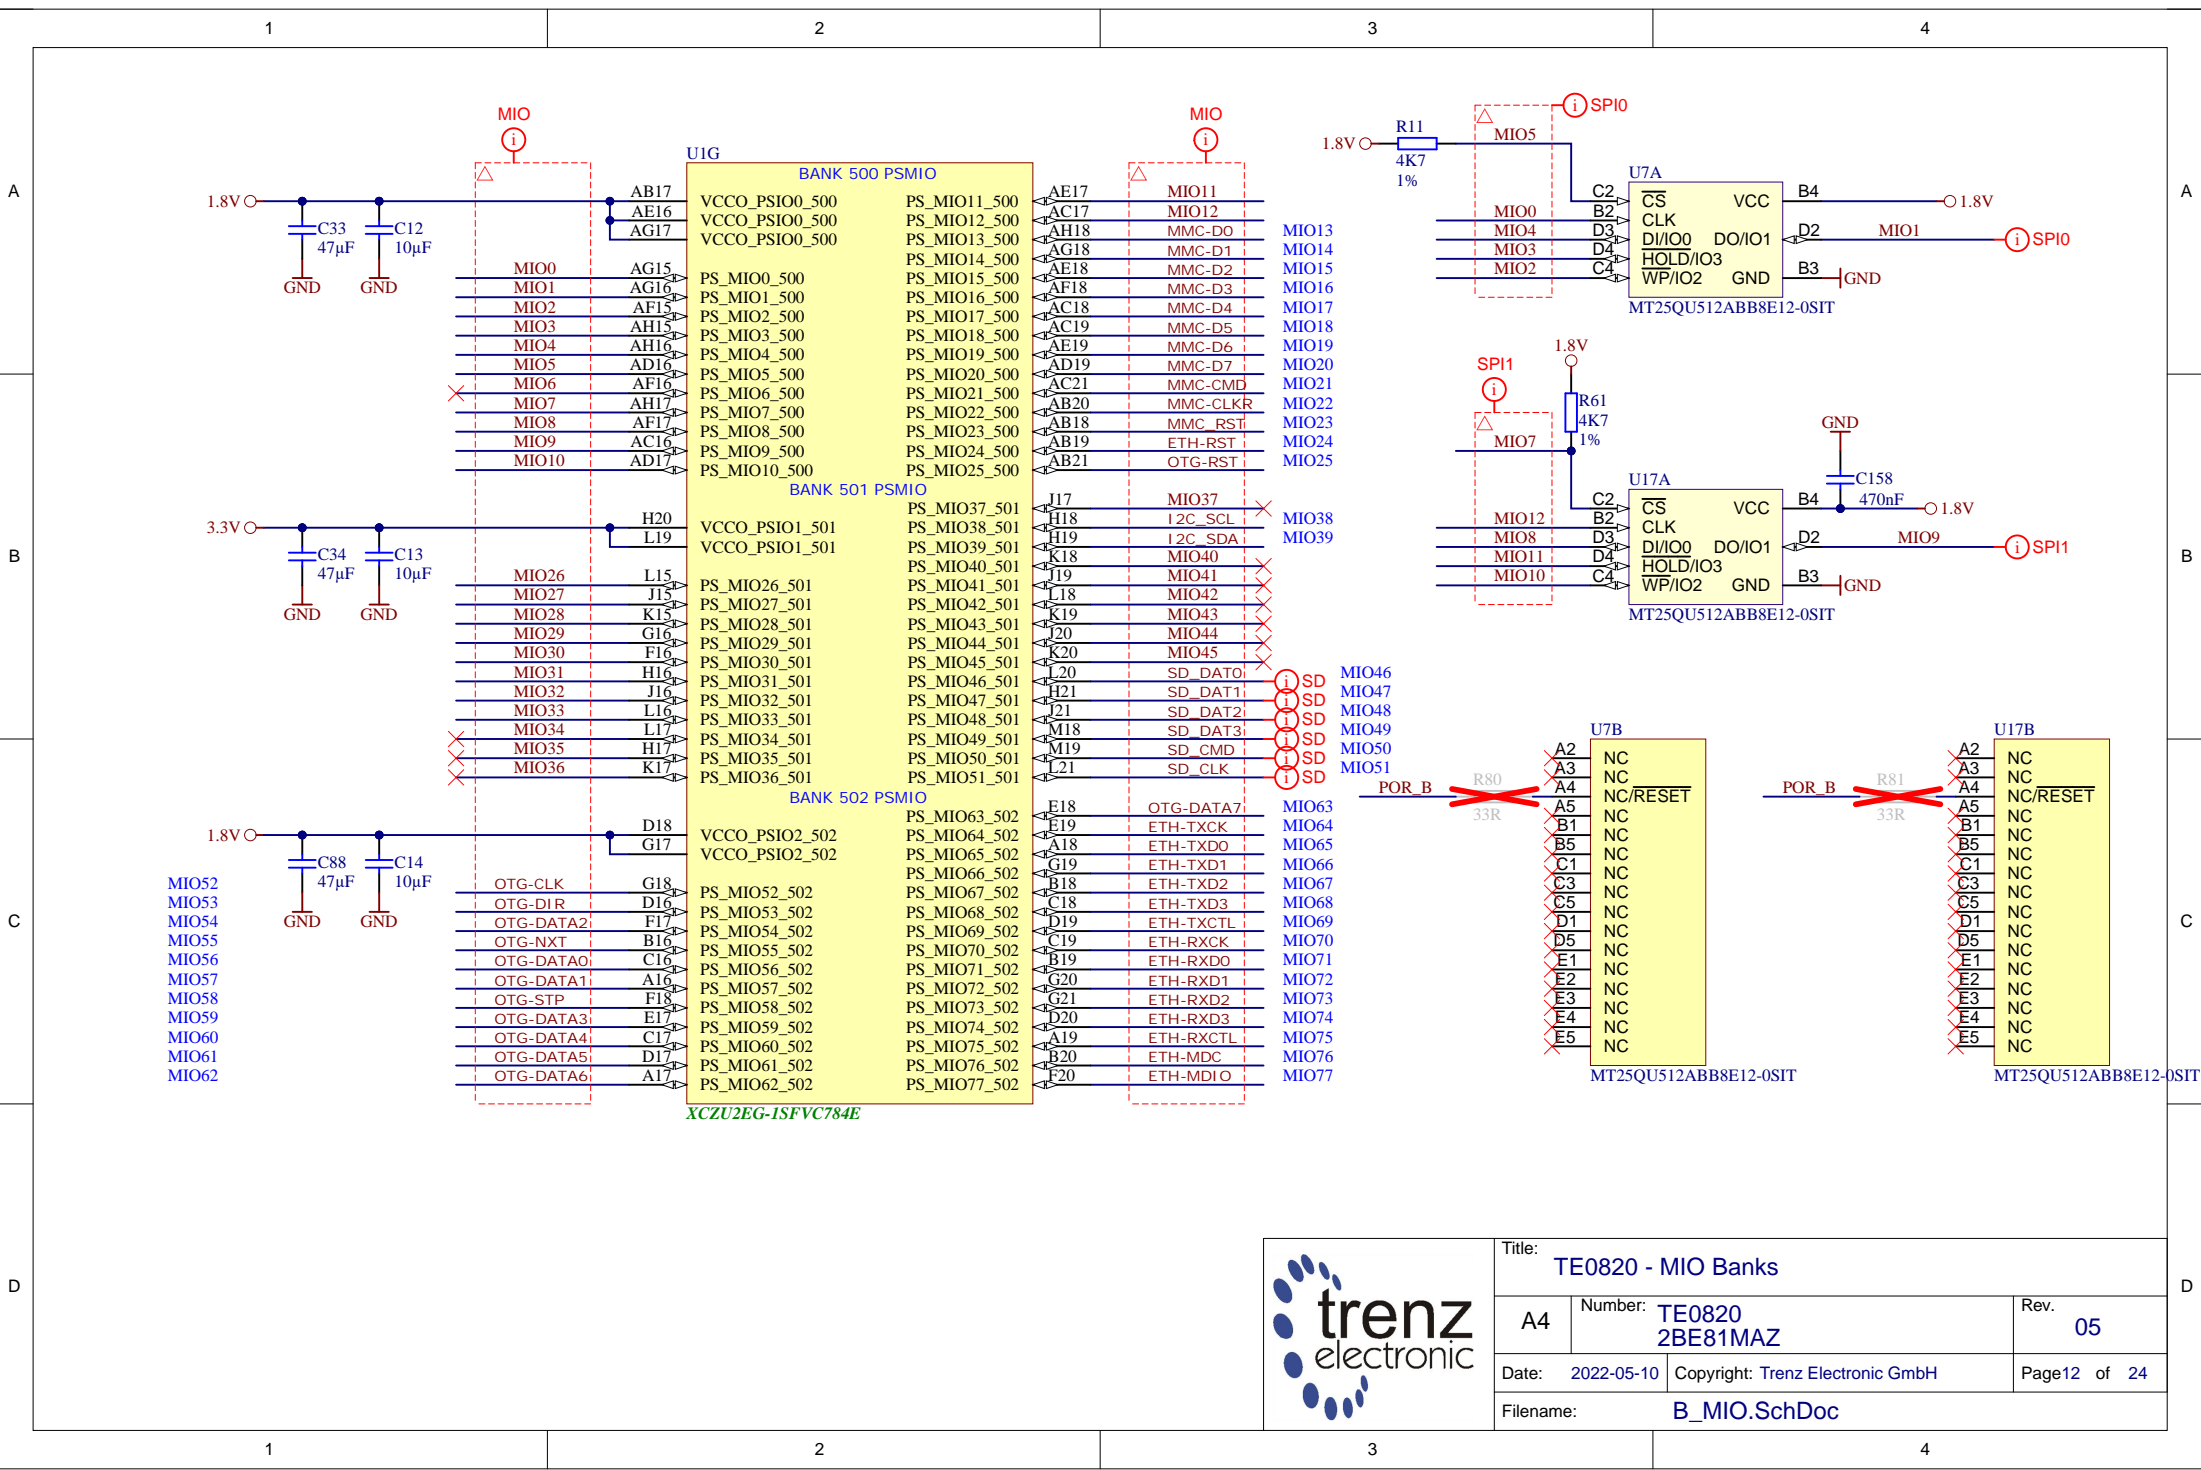 1 2 3 4
A
B
C
D
MIO
U1G
BANK 500 PSMIO
1.8V
C33
47µF
C12
10µF
GND GND
AB17 VCCO_PSIO0_500
AE16 VCCO_PSIO0_500
AG17 VCCO_PSIO0_500
MIO0 AG15 PS_MIO0_500
MIO1 AG16 PS_MIO1_500
MIO2 AF15 PS_MIO2_500
MIO3 AH15 PS_MIO3_500
MIO4 AH16 PS_MIO4_500
MIO5 AD16 PS_MIO5_500
MIO6 AF16 PS_MIO6_500
MIO7 AH17 PS_MIO7_500
MIO8 AF17 PS_MIO8_500
MIO9 AC16 PS_MIO9_500
MIO10 AD17 PS_MIO10_500
MIO
PS_MIO11_500 AE17 MIO11
PS_MIO12_500 AC17 MIO12
PS_MIO13_500 AH18 MMC-D0 MIO13
PS_MIO14_500 AG18 MMC-D1 MIO14
PS_MIO15_500 AE18 MMC-D2 MIO15
PS_MIO16_500 AF18 MMC-D3 MIO16
PS_MIO17_500 AC18 MMC-D4 MIO17
PS_MIO18_500 AC19 MMC-D5 MIO18
PS_MIO19_500 AE19 MMC-D6 MIO19
PS_MIO20_500 AD19 MMC-D7 MIO20
PS_MIO21_500 AC21 MMC-CMD MIO21
PS_MIO22_500 AB20 MMC-CLKR MIO22
PS_MIO23_500 AB18 MMC_RST MIO23
PS_MIO24_500 AB19 ETH-RST MIO24
PS_MIO25_500 AB21 OTG-RST MIO25
BANK 501 PSMIO
3.3V
C34
47µF
C13
10µF
GND GND
H20 VCCO_PSIO1_501
L19 VCCO_PSIO1_501
MIO26 L15 PS_MIO26_501
MIO27 J15 PS_MIO27_501
MIO28 K15 PS_MIO28_501
MIO29 G16 PS_MIO29_501
MIO30 F16 PS_MIO30_501
MIO31 H16 PS_MIO31_501
MIO32 J16 PS_MIO32_501
MIO33 L16 PS_MIO33_501
MIO34 L17 PS_MIO34_501
MIO35 H17 PS_MIO35_501
MIO36 K17 PS_MIO36_501
PS_MIO37_501 J17 MIO37
PS_MIO38_501 H18 I2C_SCL MIO38
PS_MIO39_501 H19 I2C_SDA MIO39
PS_MIO40_501 K18 MIO40
PS_MIO41_501 J19 MIO41
PS_MIO42_501 L18 MIO42
PS_MIO43_501 K19 MIO43
PS_MIO44_501 J20 MIO44
PS_MIO45_501 K20 MIO45
PS_MIO46_501 L20 SD_DAT0 i SD MIO46
PS_MIO47_501 H21 SD_DAT1 i SD MIO47
PS_MIO48_501 J21 SD_DAT2 i SD MIO48
PS_MIO49_501 M18 SD_DAT3 i SD MIO49
PS_MIO50_501 M19 SD_CMD i SD MIO50
PS_MIO51_501 L21 SD_CLK i SD MIO51
BANK 502 PSMIO
1.8V
C88
47µF
C14
10µF
GND GND
D18 VCCO_PSIO2_502
G17 VCCO_PSIO2_502
MIO52 OTG-CLK G18 PS_MIO52_502
MIO53 OTG-DIR D16 PS_MIO53_502
MIO54 OTG-DATA2 F17 PS_MIO54_502
MIO55 OTG-NXT B16 PS_MIO55_502
MIO56 OTG-DATA0 C16 PS_MIO56_502
MIO57 OTG-DATA1 A16 PS_MIO57_502
MIO58 OTG-STP F18 PS_MIO58_502
MIO59 OTG-DATA3 E17 PS_MIO59_502
MIO60 OTG-DATA4 C17 PS_MIO60_502
MIO61 OTG-DATA5 D17 PS_MIO61_502
MIO62 OTG-DATA6 A17 PS_MIO62_502
PS_MIO63_502 E18 OTG-DATA7 MIO63
PS_MIO64_502 E19 ETH-TXCK MIO64
PS_MIO65_502 A18 ETH-TXD0 MIO65
PS_MIO66_502 G19 ETH-TXD1 MIO66
PS_MIO67_502 B18 ETH-TXD2 MIO67
PS_MIO68_502 C18 ETH-TXD3 MIO68
PS_MIO69_502 D19 ETH-TXCTL MIO69
PS_MIO70_502 C19 ETH-RXCK MIO70
PS_MIO71_502 B19 ETH-RXD0 MIO71
PS_MIO72_502 G20 ETH-RXD1 MIO72
PS_MIO73_502 G21 ETH-RXD2 MIO73
PS_MIO74_502 D20 ETH-RXD3 MIO74
PS_MIO75_502 A19 ETH-RXCTL MIO75
PS_MIO76_502 B20 ETH-MDC MIO76
PS_MIO77_502 F20 ETH-MDIO MIO77
XCZU2EG-1SFVC784E
i SPI0
1.8V R11 MIO5
4K7
1%
U7A
C2 CS VCC B4 1.8V
MIO0 B2 CLK
MIO4 D3 DI/IO0 DO/IO1 D2 MIO1 i SPI0
MIO3 D4 HOLD/IO3
MIO2 C4 WP/IO2 GND B3 GND
MT25QU512ABB8E12-0SIT
1.8V
SPI1
i
R61
4K7
1%
MIO7
GND
C158
470nF
U17A
C2 CS VCC B4 1.8V
MIO12 B2 CLK
MIO8 D3 DI/IO0 DO/IO1 D2 MIO9 i SPI1
MIO11 D4 HOLD/IO3
MIO10 C4 WP/IO2 GND B3 GND
MT25QU512ABB8E12-0SIT
U7B
A2 NC
A3 NC
POR_B R80 33R A4 NC/RESET
A5 NC
B1 NC
B5 NC
C1 NC
C3 NC
C5 NC
D1 NC
D5 NC
E1 NC
E2 NC
E3 NC
E4 NC
E5 NC
MT25QU512ABB8E12-0SIT
U17B
A2 NC
A3 NC
POR_B R81 33R A4 NC/RESET
A5 NC
B1 NC
B5 NC
C1 NC
C3 NC
C5 NC
D1 NC
D5 NC
E1 NC
E2 NC
E3 NC
E4 NC
E5 NC
MT25QU512ABB8E12-0SIT
trenz
electronic
Title:
TE0820 - MIO Banks
A4
Number: TE0820
2BE81MAZ
Rev.
05
Date: 2022-05-10 Copyright: Trenz Electronic GmbH Page12 of 24
Filename: B_MIO.SchDoc
A
B
C
D
1 2 3 4